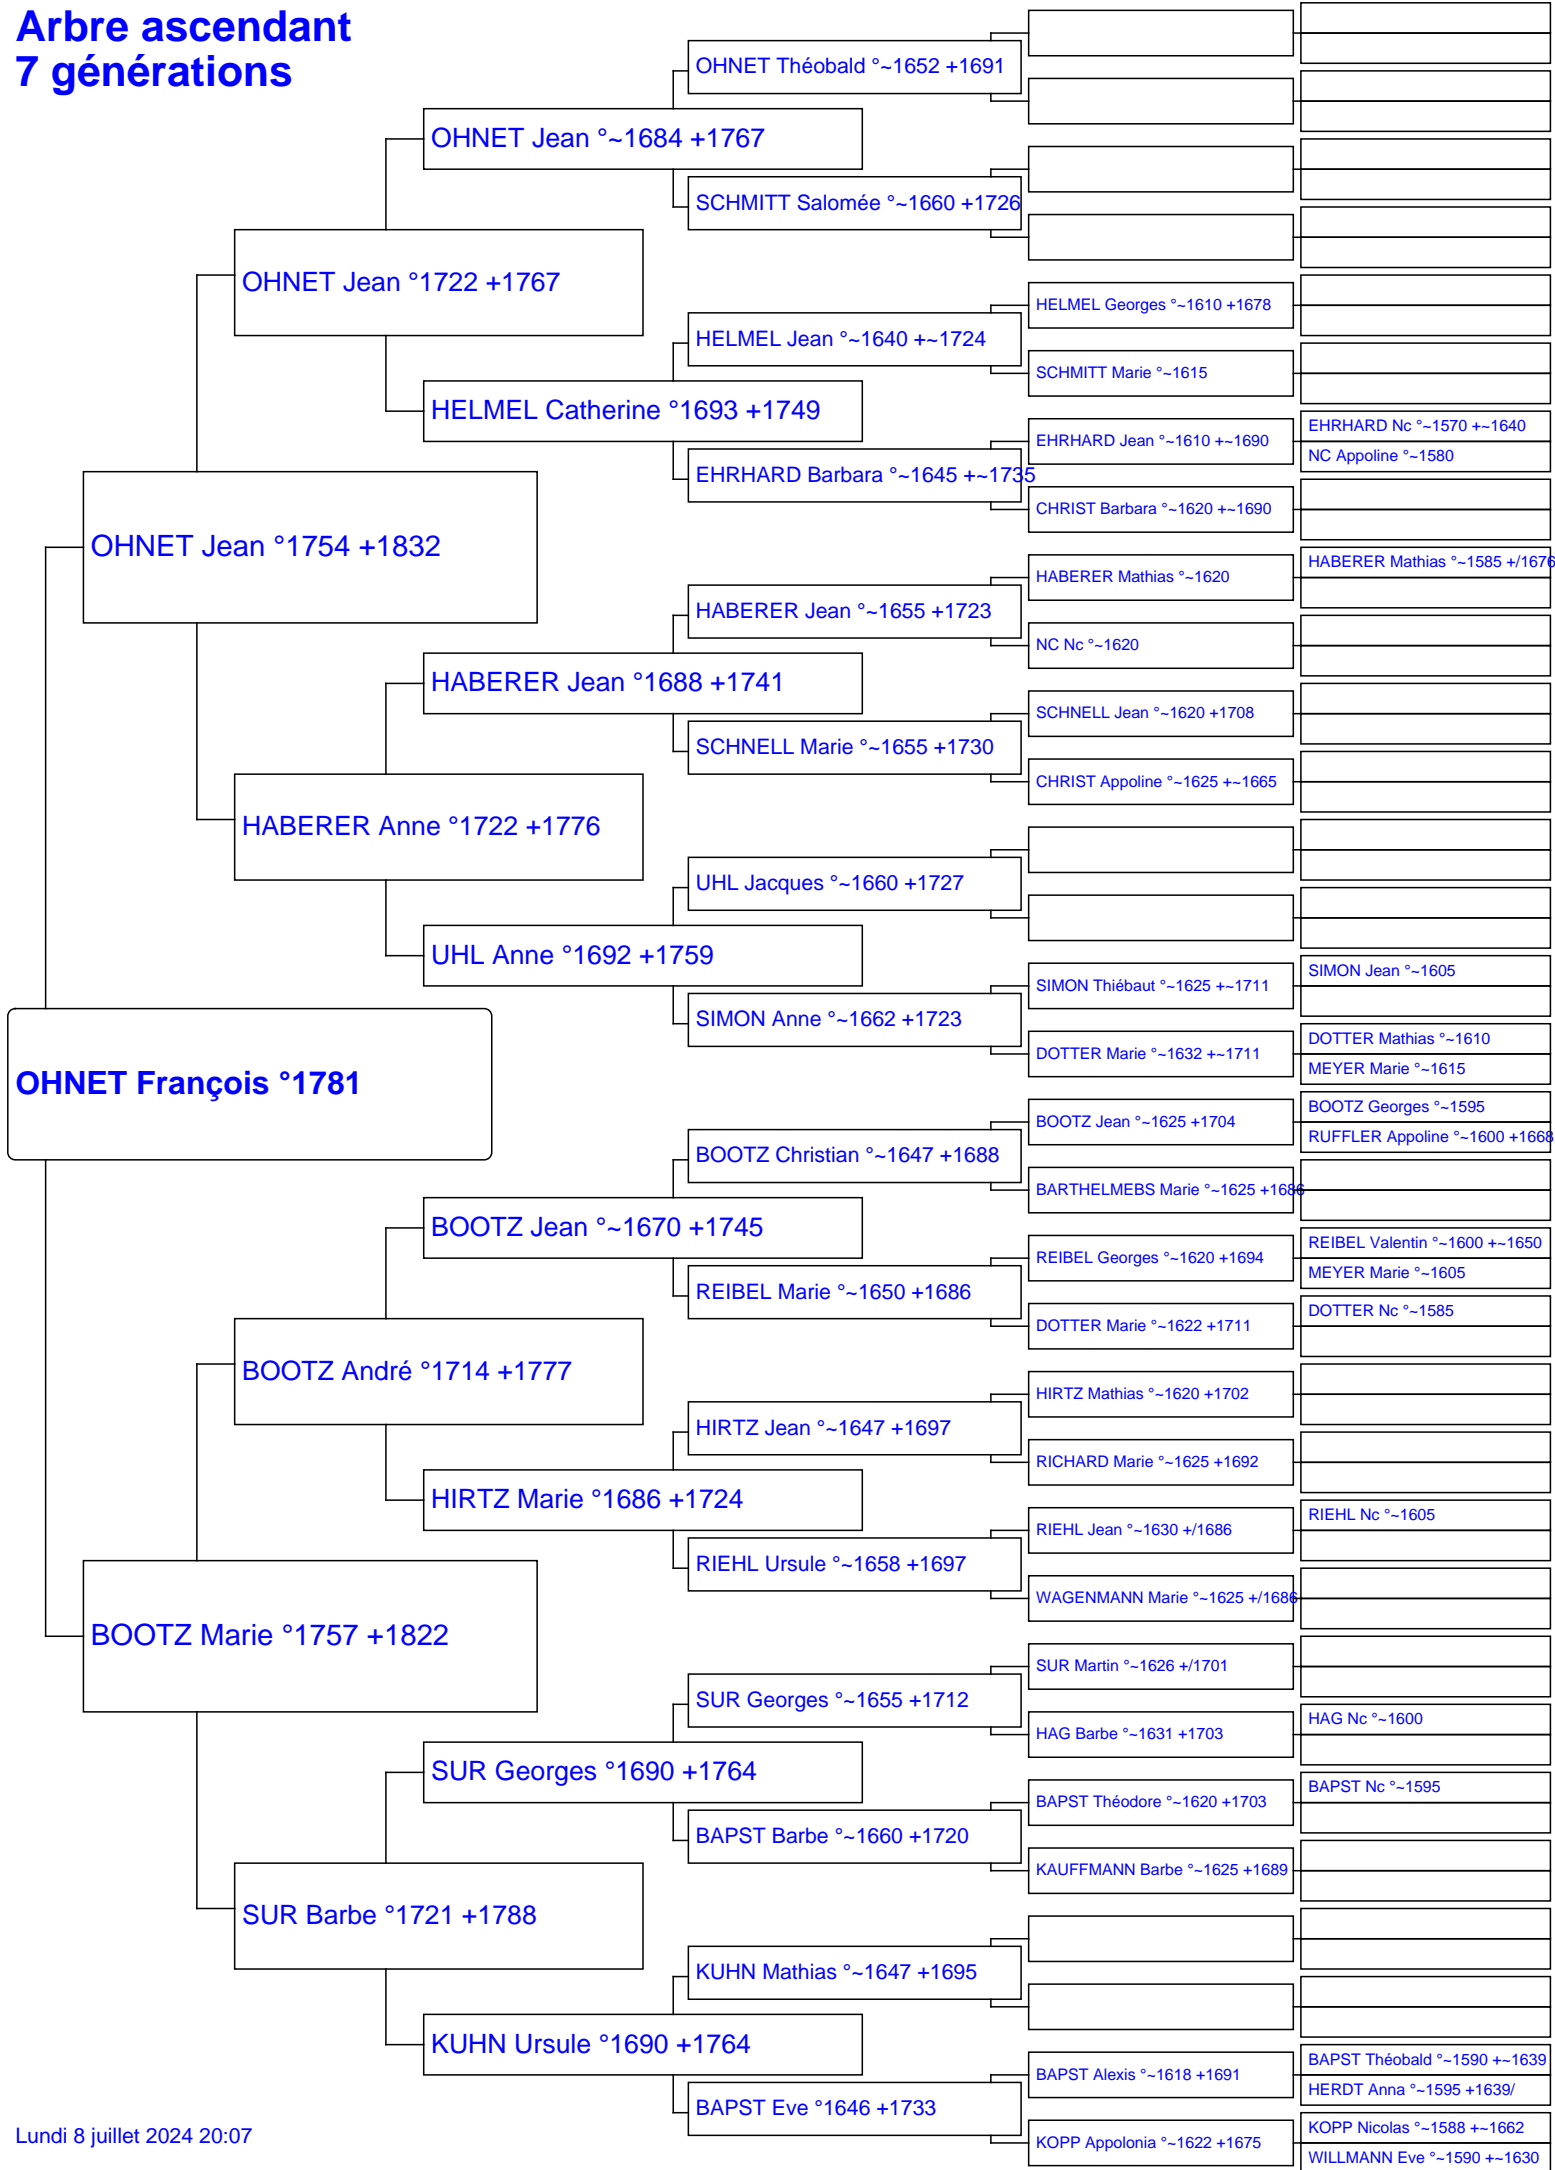 Arbre ascendant
7 générations
OHNET Théobald °~1652 +1691
OHNET Jean °~1684 +1767
SCHMITT Salomée °~1660 +1726
OHNET Jean °1722 +1767
HELMEL Georges °~1610 +1678
HELMEL Jean °~1640 +~1724
SCHMITT Marie °~1615
HELMEL Catherine °1693 +1749
EHRHARD Nc °~1570 +~1640
EHRHARD Jean °~1610 +~1690
NC Appoline °~1580
EHRHARD Barbara °~1645 +~1735
CHRIST Barbara °~1620 +~1690
OHNET Jean °1754 +1832
HABERER Mathias °~1585 +/1676
HABERER Mathias °~1620
HABERER Jean °~1655 +1723
NC Nc °~1620
HABERER Jean °1688 +1741
SCHNELL Jean °~1620 +1708
SCHNELL Marie °~1655 +1730
CHRIST Appoline °~1625 +~1665
HABERER Anne °1722 +1776
UHL Jacques °~1660 +1727
UHL Anne °1692 +1759
SIMON Jean °~1605
SIMON Thiébaut °~1625 +~1711
SIMON Anne °~1662 +1723
DOTTER Mathias °~1610
DOTTER Marie °~1632 +~1711
MEYER Marie °~1615
OHNET François °1781
BOOTZ Georges °~1595
BOOTZ Jean °~1625 +1704
RUFFLER Appoline °~1600 +1668
BOOTZ Christian °~1647 +1688
BARTHELMEBS Marie °~1625 +1686
BOOTZ Jean °~1670 +1745
REIBEL Valentin °~1600 +~1650
REIBEL Georges °~1620 +1694
MEYER Marie °~1605
REIBEL Marie °~1650 +1686
DOTTER Nc °~1585
DOTTER Marie °~1622 +1711
BOOTZ André °1714 +1777
HIRTZ Mathias °~1620 +1702
HIRTZ Jean °~1647 +1697
RICHARD Marie °~1625 +1692
HIRTZ Marie °1686 +1724
RIEHL Nc °~1605
RIEHL Jean °~1630 +/1686
RIEHL Ursule °~1658 +1697
WAGENMANN Marie °~1625 +/1686
BOOTZ Marie °1757 +1822
SUR Martin °~1626 +/1701
SUR Georges °~1655 +1712
HAG Nc °~1600
HAG Barbe °~1631 +1703
SUR Georges °1690 +1764
BAPST Nc °~1595
BAPST Théodore °~1620 +1703
BAPST Barbe °~1660 +1720
KAUFFMANN Barbe °~1625 +1689
SUR Barbe °1721 +1788
KUHN Mathias °~1647 +1695
KUHN Ursule °1690 +1764
BAPST Théobald °~1590 +~1639
BAPST Alexis °~1618 +1691
HERDT Anna °~1595 +1639/
BAPST Eve °1646 +1733
KOPP Nicolas °~1588 +~1662
KOPP Appolonia °~1622 +1675
WILLMANN Eve °~1590 +~1630
Lundi 8 juillet 2024 20:07